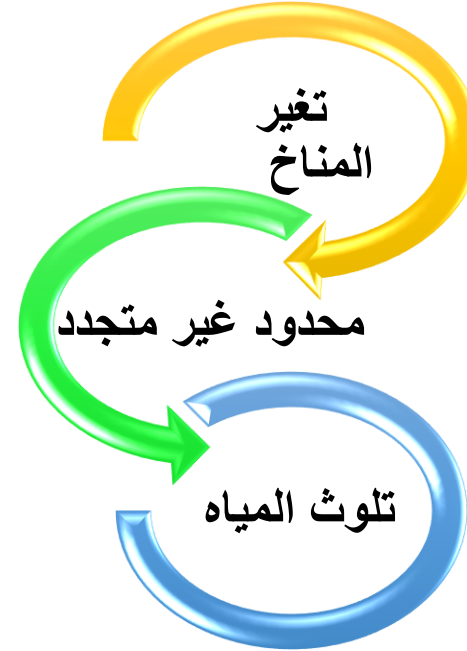 تغير
المناخ
محدود غير متجدد
تلوث المياه